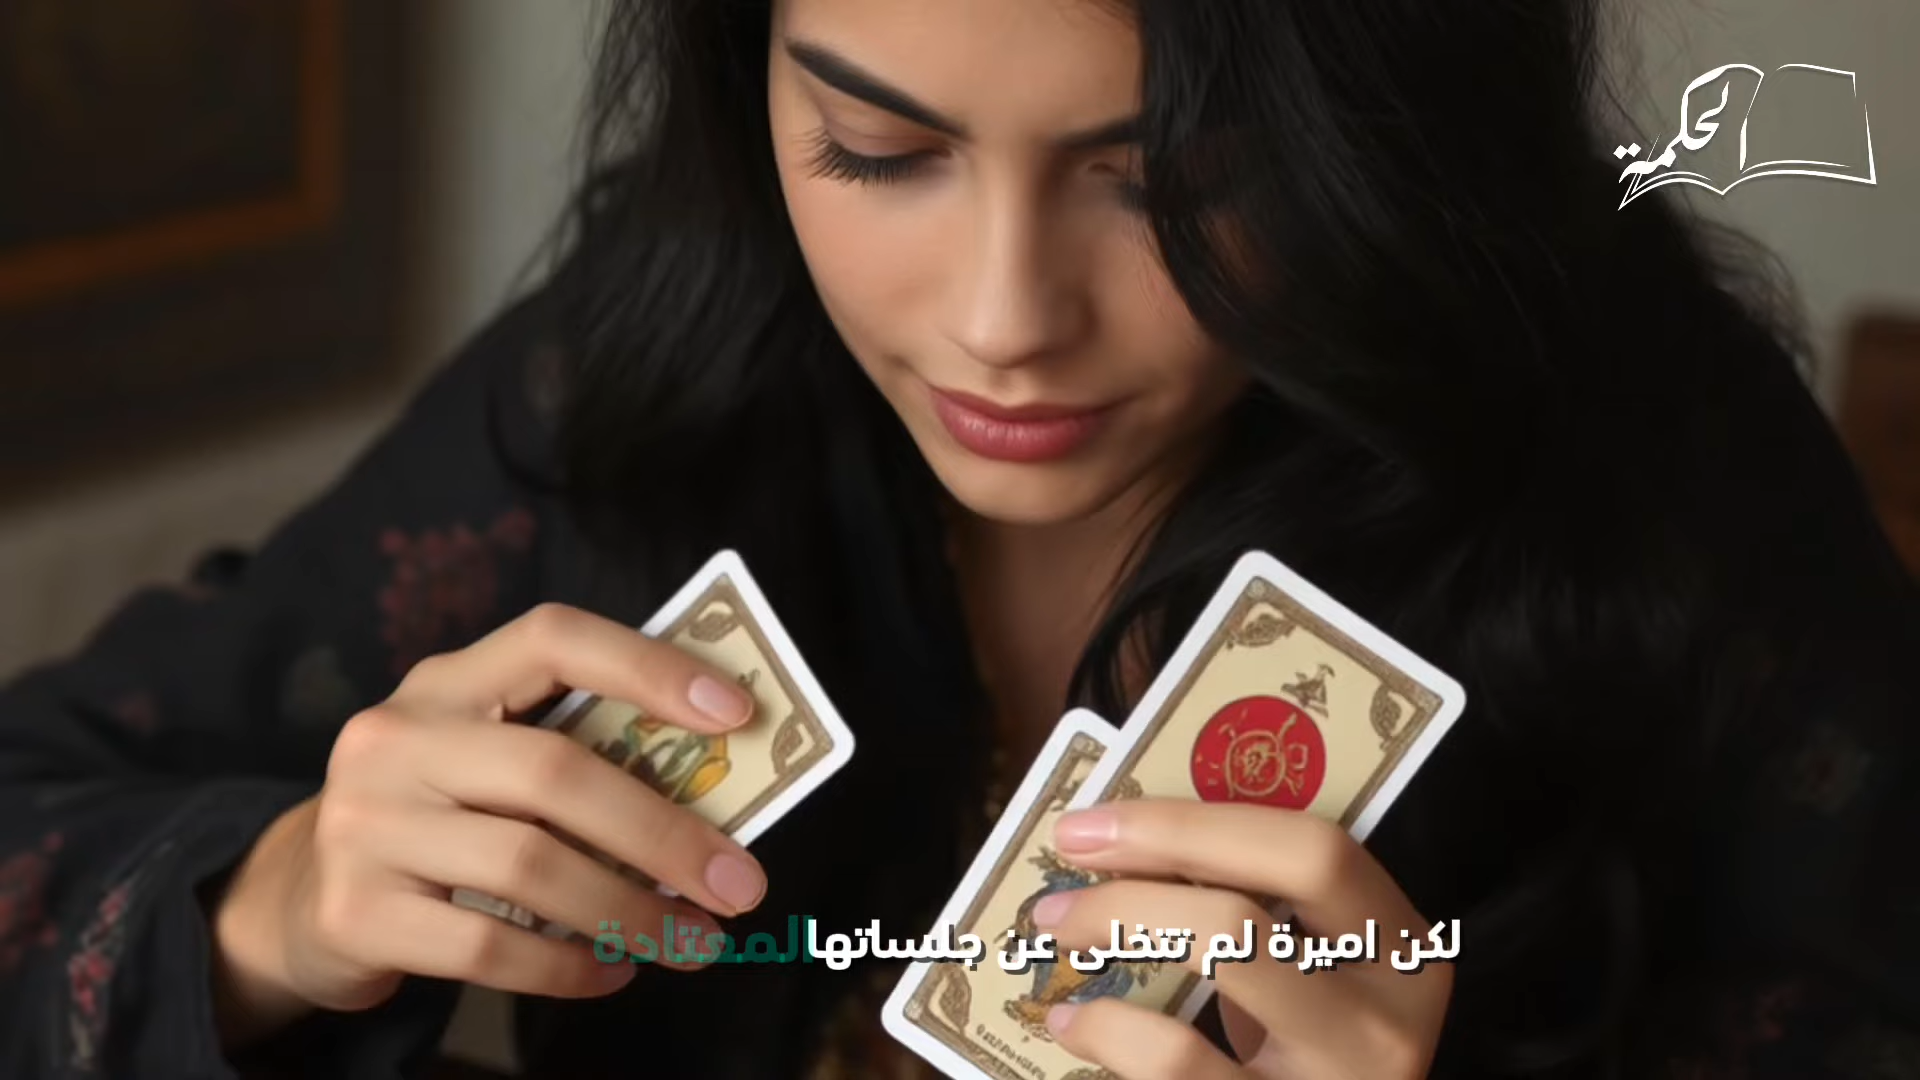 الحكمة
لكن اميرة لم تتخلى عن جلساتها المعتادة